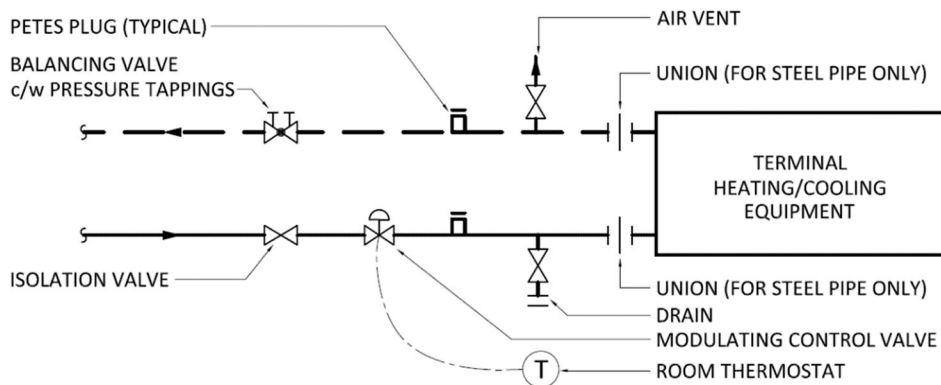 PETES PLUG (TYPICAL)
AIR VENT
BALANCING VALVE
c/w PRESSURE TAPPINGS
UNION (FOR STEEL PIPE ONLY)
TERMINAL
HEATING/COOLING
EQUIPMENT
ISOLATION VALVE
UNION (FOR STEEL PIPE ONLY)
DRAIN
MODULATING CONTROL VALVE
T
ROOM THERMOSTAT